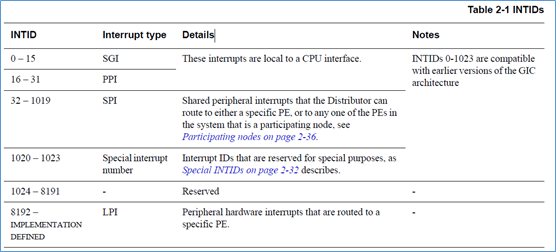 Table 2-1 INTIDs
INTID Interrupt type Details Notes
0 – 15 SGI These interrupts are local to a CPU interface. INTIDs 0-1023 are compatible
with earlier versions of the GIC
architecture
16 – 31 PPI
32 – 1019 SPI Shared peripheral interrupts that the Distributor can
route to either a specific PE, or to any one of the PEs in
the system that is a participating node, see
Participating nodes on page 2-36.
1020 – 1023 Special interrupt Interrupt IDs that are reserved for special purposes, as
number Special INTIDs on page 2-32 describes.
1024 – 8191 - Reserved -
8192 – LPI Peripheral hardware interrupts that are routed to a -
IMPLEMENTATION specific PE.
DEFINED